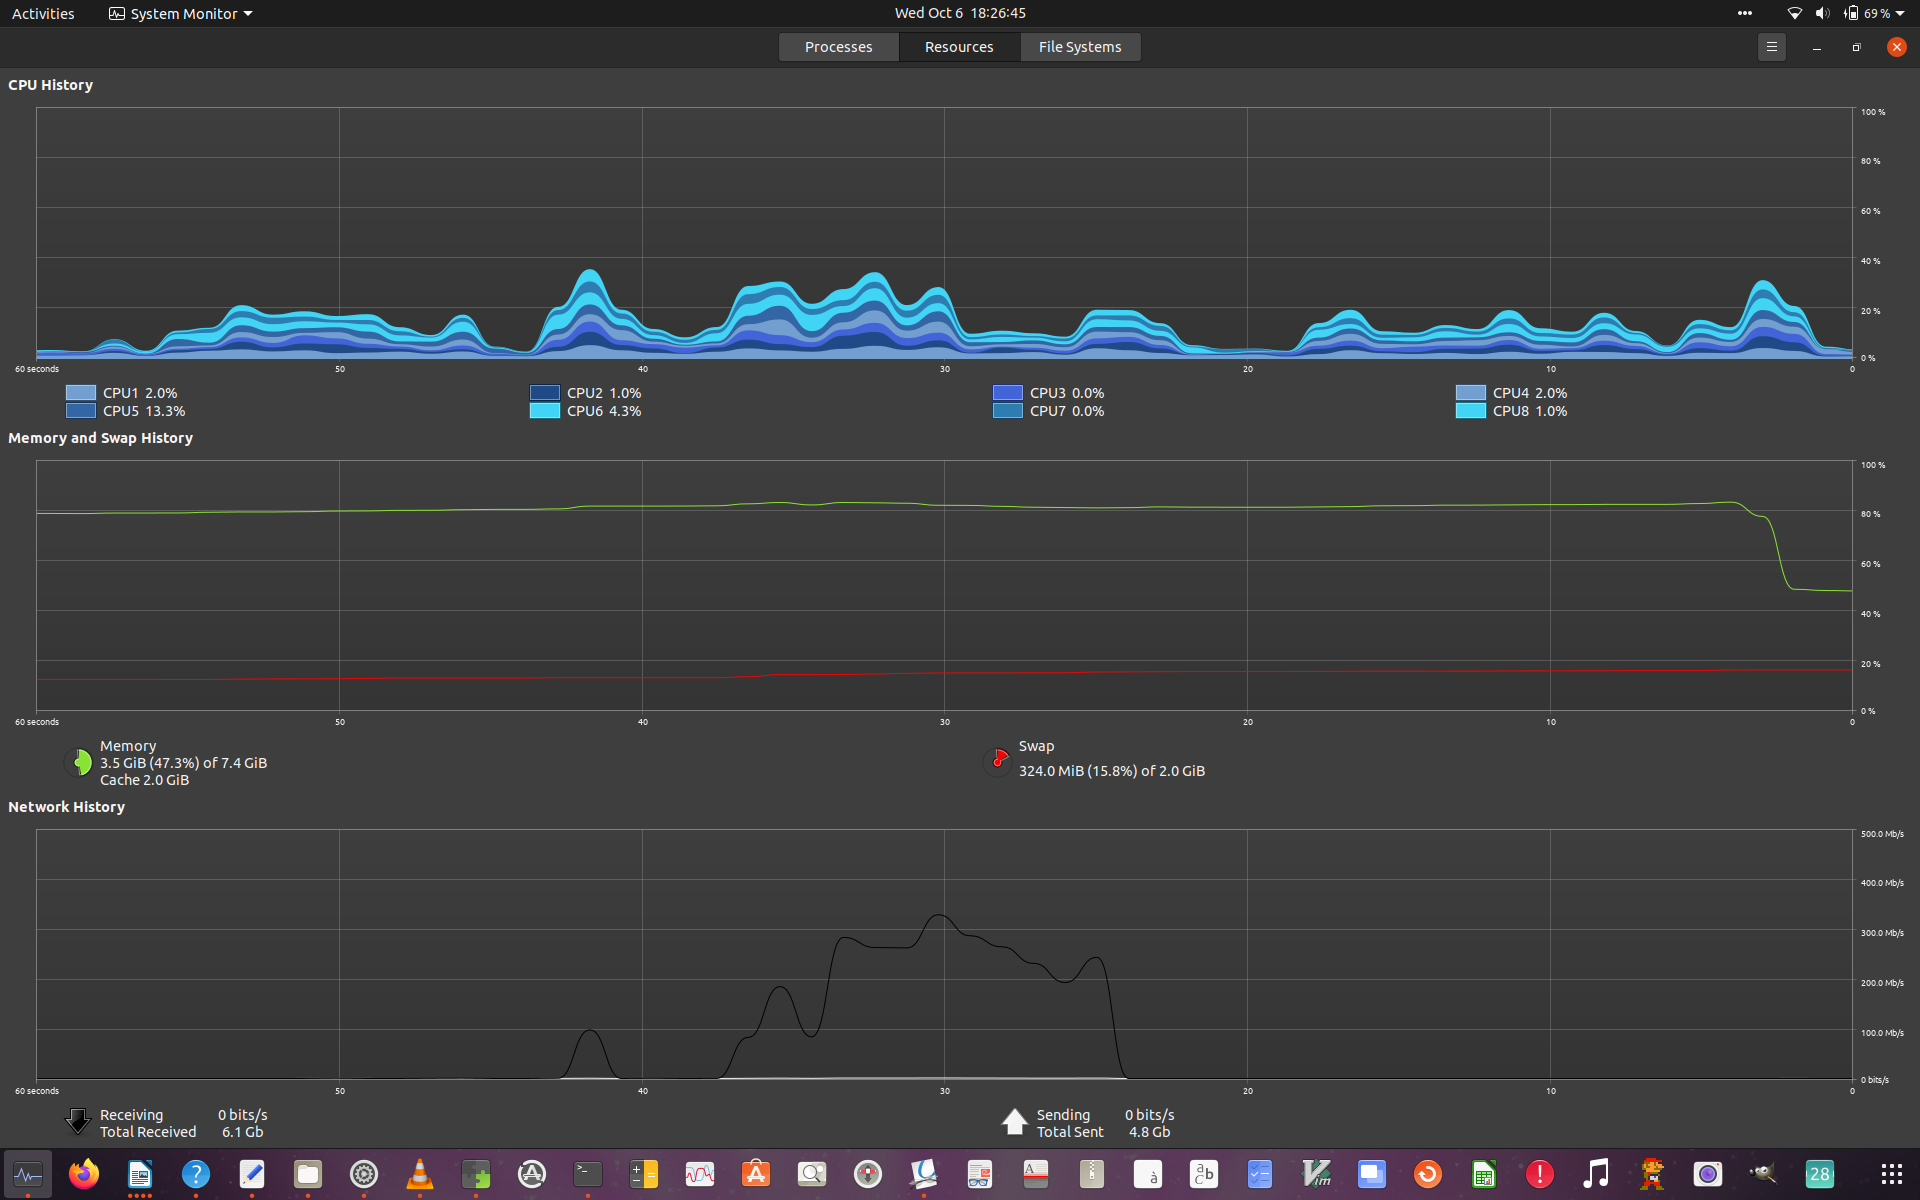 Activities System Monitor Wed Oct 6 18:26:45 69 %
Processes Resources File Systems
CPU History
100 %
80 %
60 %
40 %
20 %
0 %
60 seconds 50 40 30 20 10 0
CPU1 2.0% CPU2 1.0% CPU3 0.0% CPU4 2.0%
CPU5 13.3% CPU6 4.3% CPU7 0.0% CPU8 1.0%
Memory and Swap History
100 %
80 %
60 %
40 %
20 %
0 %
60 seconds 50 40 30 20 10 0
Memory
3.5 GiB (47.3%) of 7.4 GiB
Cache 2.0 GiB
Swap
324.0 MiB (15.8%) of 2.0 GiB
Network History
500.0 Mb/s
400.0 Mb/s
300.0 Mb/s
200.0 Mb/s
100.0 Mb/s
0 bits/s
60 seconds 50 40 30 20 10 0
Receiving 0 bits/s
Total Received 6.1 Gb
Sending 0 bits/s
Total Sent 4.8 Gb
28